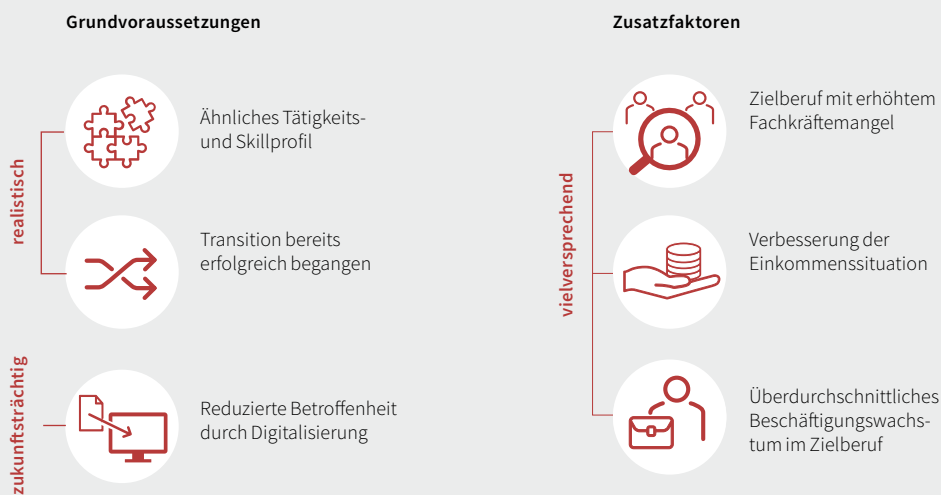 Grundvoraussetzungen
realistisch
Ähnliches Tätigkeits-
und Skillprofil
Transition bereits
erfolgreich begangen
zukunftsträchtig
Reduzierte Betroffenheit
durch Digitalisierung
Zusatzfaktoren
vielversprechend
Zielberuf mit erhöhtem
Fachkräftemangel
Verbesserung der
Einkommenssituation
Überdurchschnittliches
Beschäftigungswachs-
tum im Zielberuf